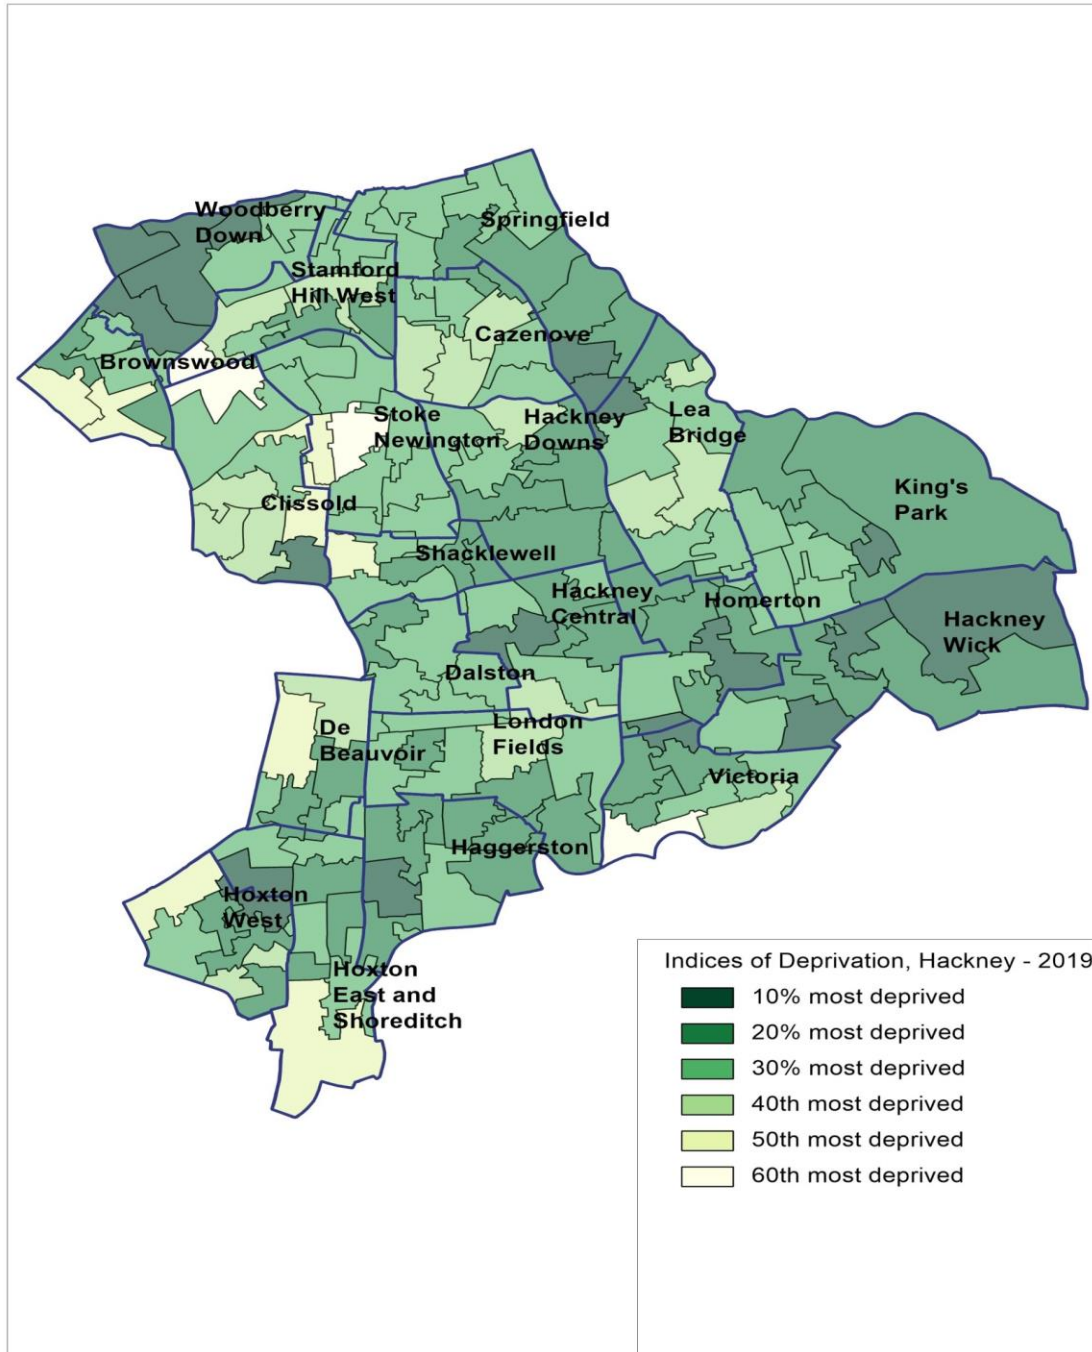 Woodberry
Down
Springfield
Stamford
Hill West
Cazenove
Brownswood
Stoke
Newington
Hackney
Downs
Lea
Bridge
King's
Park
Clissold
Shacklewell
Hackney
Central
Homerton
Hackney
Wick
Dalston
London
Fields
De
Beauvoir
Victoria
Haggerston
Hoxton
West
Hoxton
East and
Shoreditch
Indices of Deprivation, Hackney - 2019
10% most deprived
20% most deprived
30% most deprived
40th most deprived
50th most deprived
60th most deprived